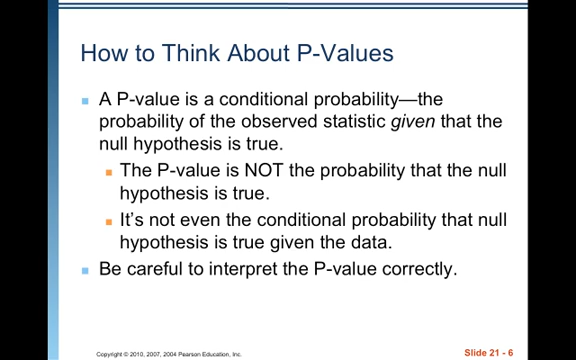 How to Think About P-Values
A P-value is a conditional probability—the
probability of the observed statistic given that the
null hypothesis is true.
The P-value is NOT the probability that the null
hypothesis is true.
It's not even the conditional probability that null
hypothesis is true given the data.
Be careful to interpret the P-value correctly.
Copyright © 2010, 2007, 2004 Pearson Education, Inc.
Slide 21 - 6